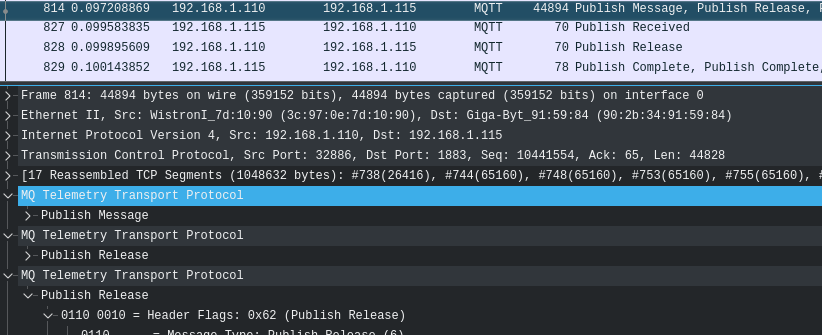 814 0.097208869 192.168.1.110 192.168.1.115 MQTT 44894 Publish Message, Publish Release,
827 0.099583835 192.168.1.115 192.168.1.110 MQTT 70 Publish Received
828 0.099895609 192.168.1.110 192.168.1.115 MQTT 70 Publish Release
829 0.100143852 192.168.1.115 192.168.1.110 MQTT 78 Publish Complete, Publish Complete,
Frame 814: 44894 bytes on wire (359152 bits), 44894 bytes captured (359152 bits) on interface 0
Ethernet II, Src: WistronI_7d:10:90 (3c:97:0e:7d:10:90), Dst: Giga-Byt_91:59:84 (90:2b:34:91:59:84)
Internet Protocol Version 4, Src: 192.168.1.110, Dst: 192.168.1.115
Transmission Control Protocol, Src Port: 32886, Dst Port: 1883, Seq: 10441554, Ack: 65, Len: 44828
[17 Reassembled TCP Segments (1048632 bytes): #738(26416), #744(65160), #748(65160), #753(65160), #755(65160),
MQ Telemetry Transport Protocol
Publish Message
MQ Telemetry Transport Protocol
Publish Release
MQ Telemetry Transport Protocol
Publish Release
0110 0010 = Header Flags: 0x62 (Publish Release)
0110 .... = Message Type: Publish Release (6)